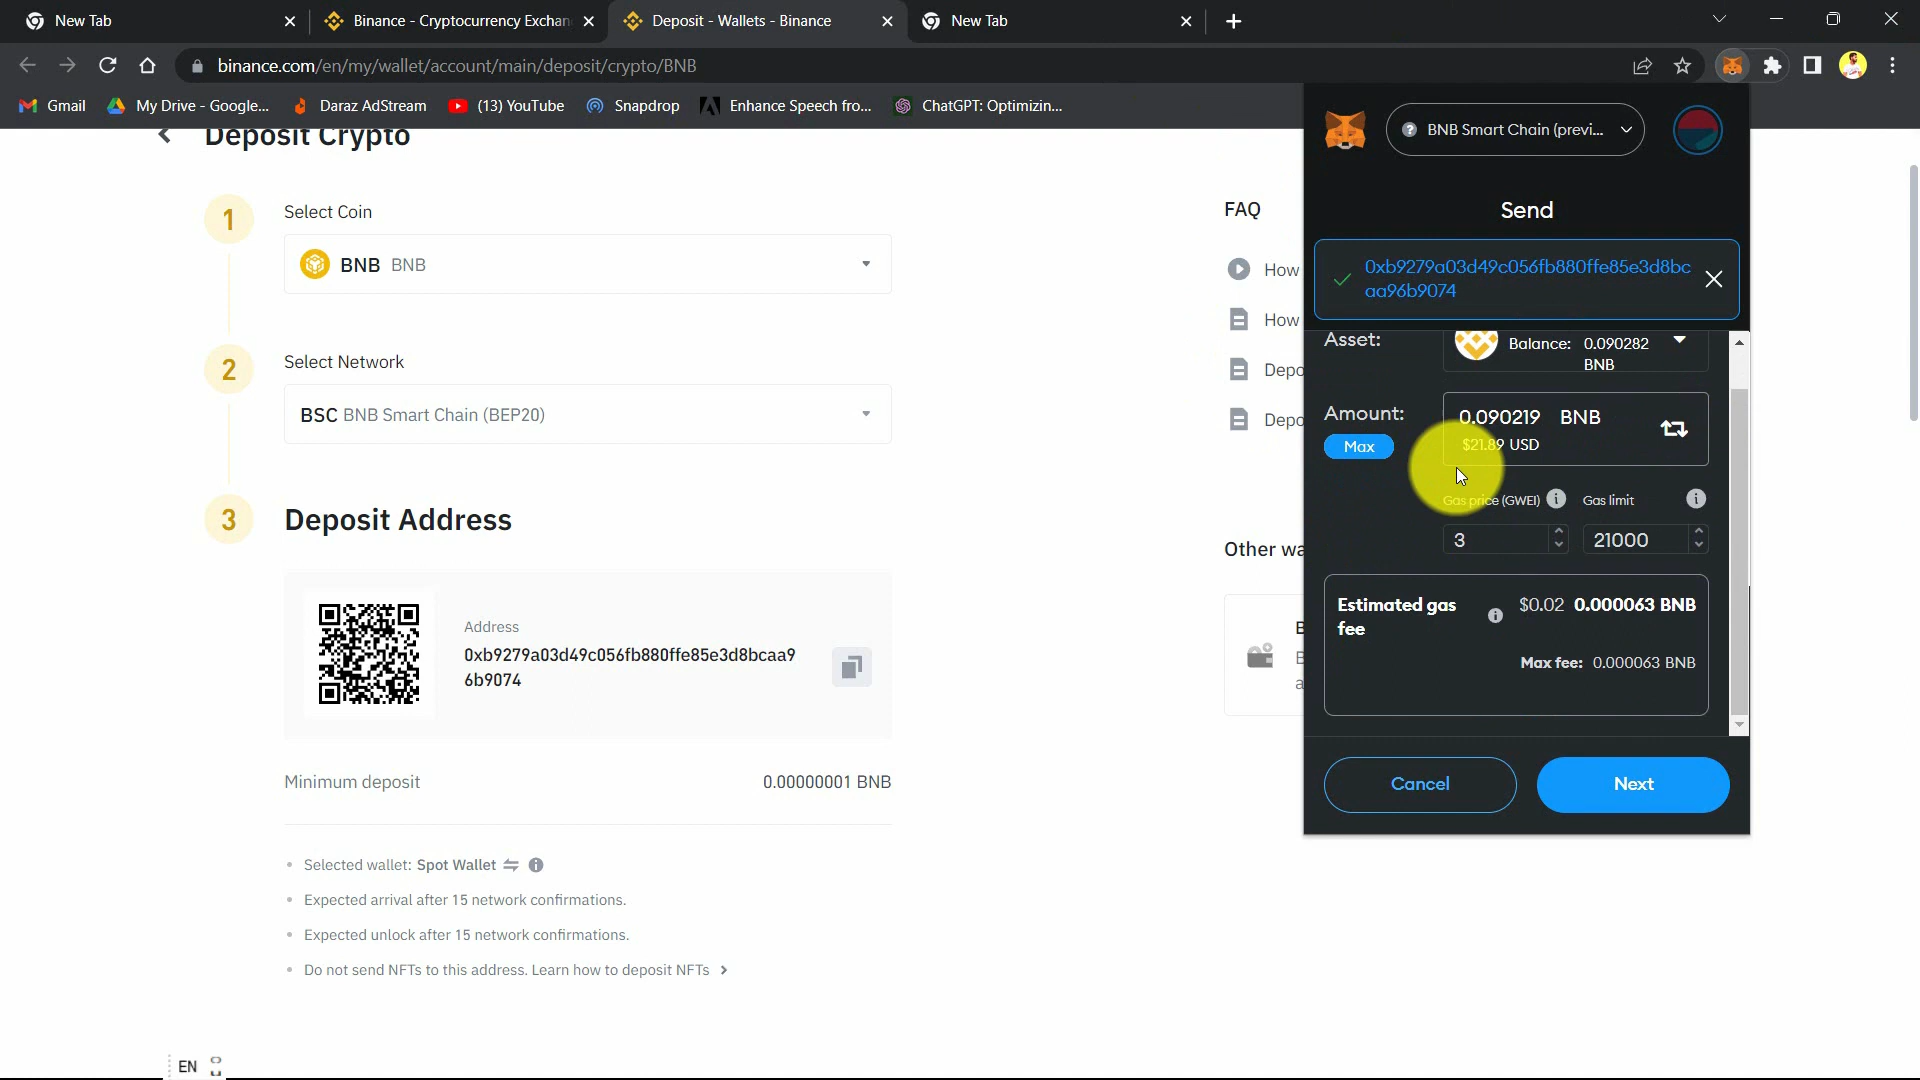 New Tab
Binance - Cryptocurrency Exchan
Deposit - Wallets - Binance
New Tab
binance.com/en/my/wallet/account/main/deposit/crypto/BNB
Gmail
My Drive - Google...
Daraz AdStream
(13) YouTube
Snapdrop
Enhance Speech fro...
ChatGPT: Optimizin...
Deposit Crypto
1
Select Coin
BNB BNB
2
Select Network
BSC BNB Smart Chain (BEP20)
3
Deposit Address
Address
0xb9279a03d49c056fb880ffe85e3d8bcaa9
6b9074
Minimum deposit
0.00000001 BNB
• Selected wallet: Spot Wallet
• Expected arrival after 15 network confirmations.
• Expected unlock after 15 network confirmations.
• Do not send NFTs to this address. Learn how to deposit NFTs
EN
FAQ
How
How
Depo
Depo
Other wa
BNB Smart Chain (previ...
Send
0xb9279a03d49c056fb880ffe85e3d8bc
aa96b9074
Asset:
Balance: 0.090282
BNB
Amount:
Max
0.090219 BNB
$21.89 USD
Gas price (GWEI)
Gas limit
3
21000
Estimated gas
fee
$0.02 0.000063 BNB
Max fee: 0.000063 BNB
Cancel
Next